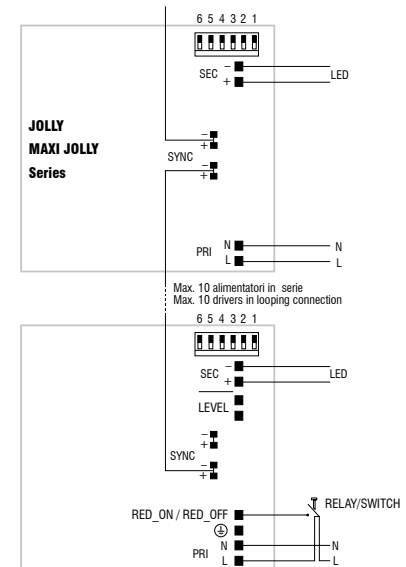 6 5 4 3 2 1
SEC
–
+
LED
JOLLY
MAXI JOLLY
Series
–
+
SYNC
–
+
PRI
N
L
N
L
Max. 10 alimentatori in serie
Max. 10 drivers in looping connection
6 5 4 3 2 1
SEC
–
+
LED
LEVEL
–
+
SYNC
–
+
RED_ON / RED_OFF
RELAY/SWITCH
PRI
N
L
N
L